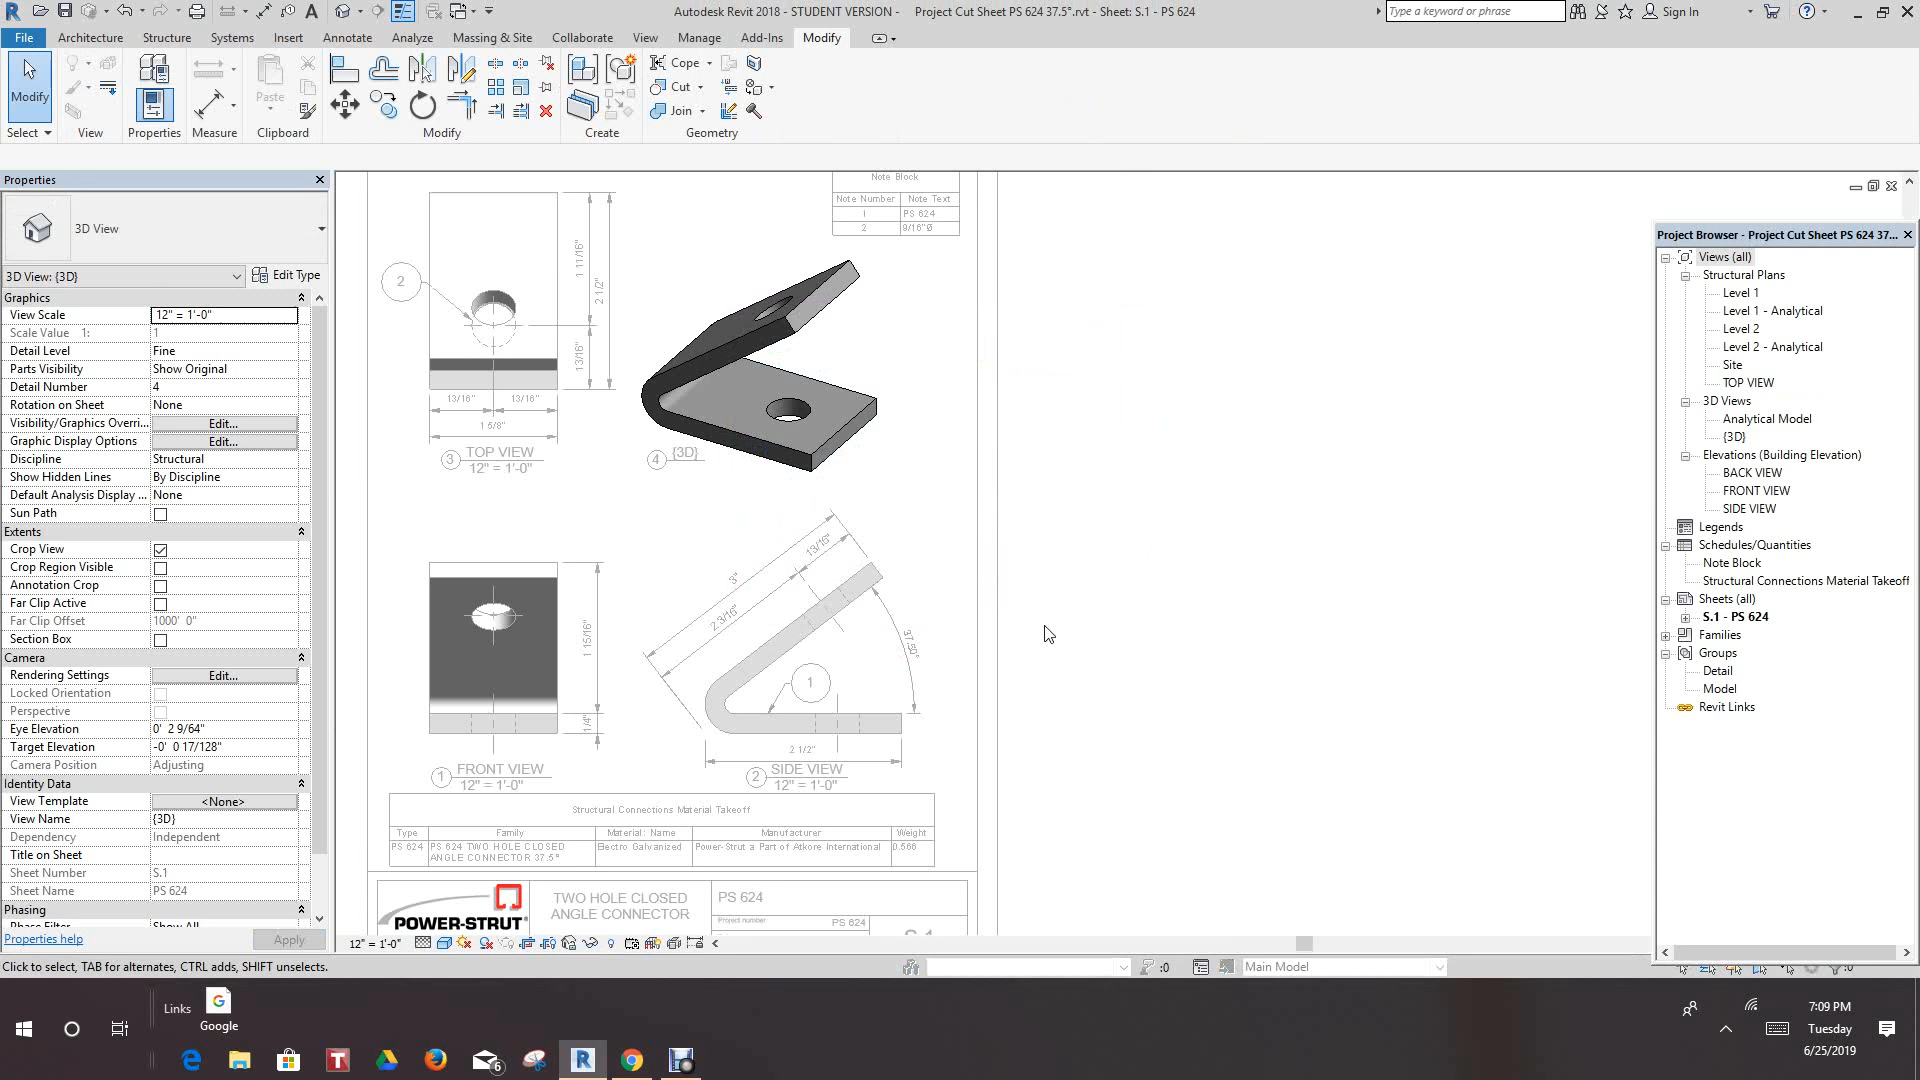 Autodesk Revit 2018 - STUDENT VERSION - Project Cut Sheet PS 624 37.5°.rvt - Sheet: S.1 - PS 624
Type a keyword or phrase
Sign In
File Architecture Structure Systems Insert Annotate Analyze Massing & Site Collaborate View Manage Add-Ins Modify
Modify
Paste
Cope
Cut
Join
Select View Properties Measure Clipboard Modify Create Geometry
Properties
3D View
3D View: {3D}
Edit Type
Graphics
View Scale 12" = 1'-0"
Scale Value 1: 1
Detail Level Fine
Parts Visibility Show Original
Detail Number 4
Rotation on Sheet None
Visibility/Graphics Overri... Edit...
Graphic Display Options Edit...
Discipline Structural
Show Hidden Lines By Discipline
Default Analysis Display ... None
Sun Path
Extents
Crop View
Crop Region Visible
Annotation Crop
Far Clip Active
Far Clip Offset 1000' 0"
Section Box
Camera
Rendering Settings Edit...
Locked Orientation
Perspective
Eye Elevation 0' 2 9/64"
Target Elevation -0' 0 17/128"
Camera Position Adjusting
Identity Data
View Template <None>
View Name {3D}
Dependency Independent
Title on Sheet
Sheet Number S.1
Sheet Name PS 624
Phasing
Properties help
Apply
Note Block
Note Number Note Text
1 PS 624
2 9/16"Ø
2
1 11/16"
2 1/2"
13/16"
13/16" 13/16"
1 5/8"
3 TOP VIEW
12" = 1'-0"
4 {3D}
1 15/16"
1/4"
1 FRONT VIEW
12" = 1'-0"
3"
13/16"
2 3/16"
37.50°
1
2 1/2"
2 SIDE VIEW
12" = 1'-0"
Structural Connections Material Takeoff
Type Family Material: Name Manufacturer Weight
PS 624 PS 624 TWO HOLE CLOSED ANGLE CONNECTOR 37.5° Electro Galvanized Power-Strut a Part of Atkore International 0.566
POWER-STRUT
TWO HOLE CLOSED
ANGLE CONNECTOR
PS 624
Project number PS 624
12" = 1'-0"
Project Browser - Project Cut Sheet PS 624 37...
Views (all)
Structural Plans
Level 1
Level 1 - Analytical
Level 2
Level 2 - Analytical
Site
TOP VIEW
3D Views
Analytical Model
{3D}
Elevations (Building Elevation)
BACK VIEW
FRONT VIEW
SIDE VIEW
Legends
Schedules/Quantities
Note Block
Structural Connections Material Takeoff
Sheets (all)
S.1 - PS 624
Families
Groups
Detail
Model
Revit Links
Click to select, TAB for alternates, CTRL adds, SHIFT unselects.
:0
Main Model
:0
Links
Google
6
7:09 PM
Tuesday
6/25/2019